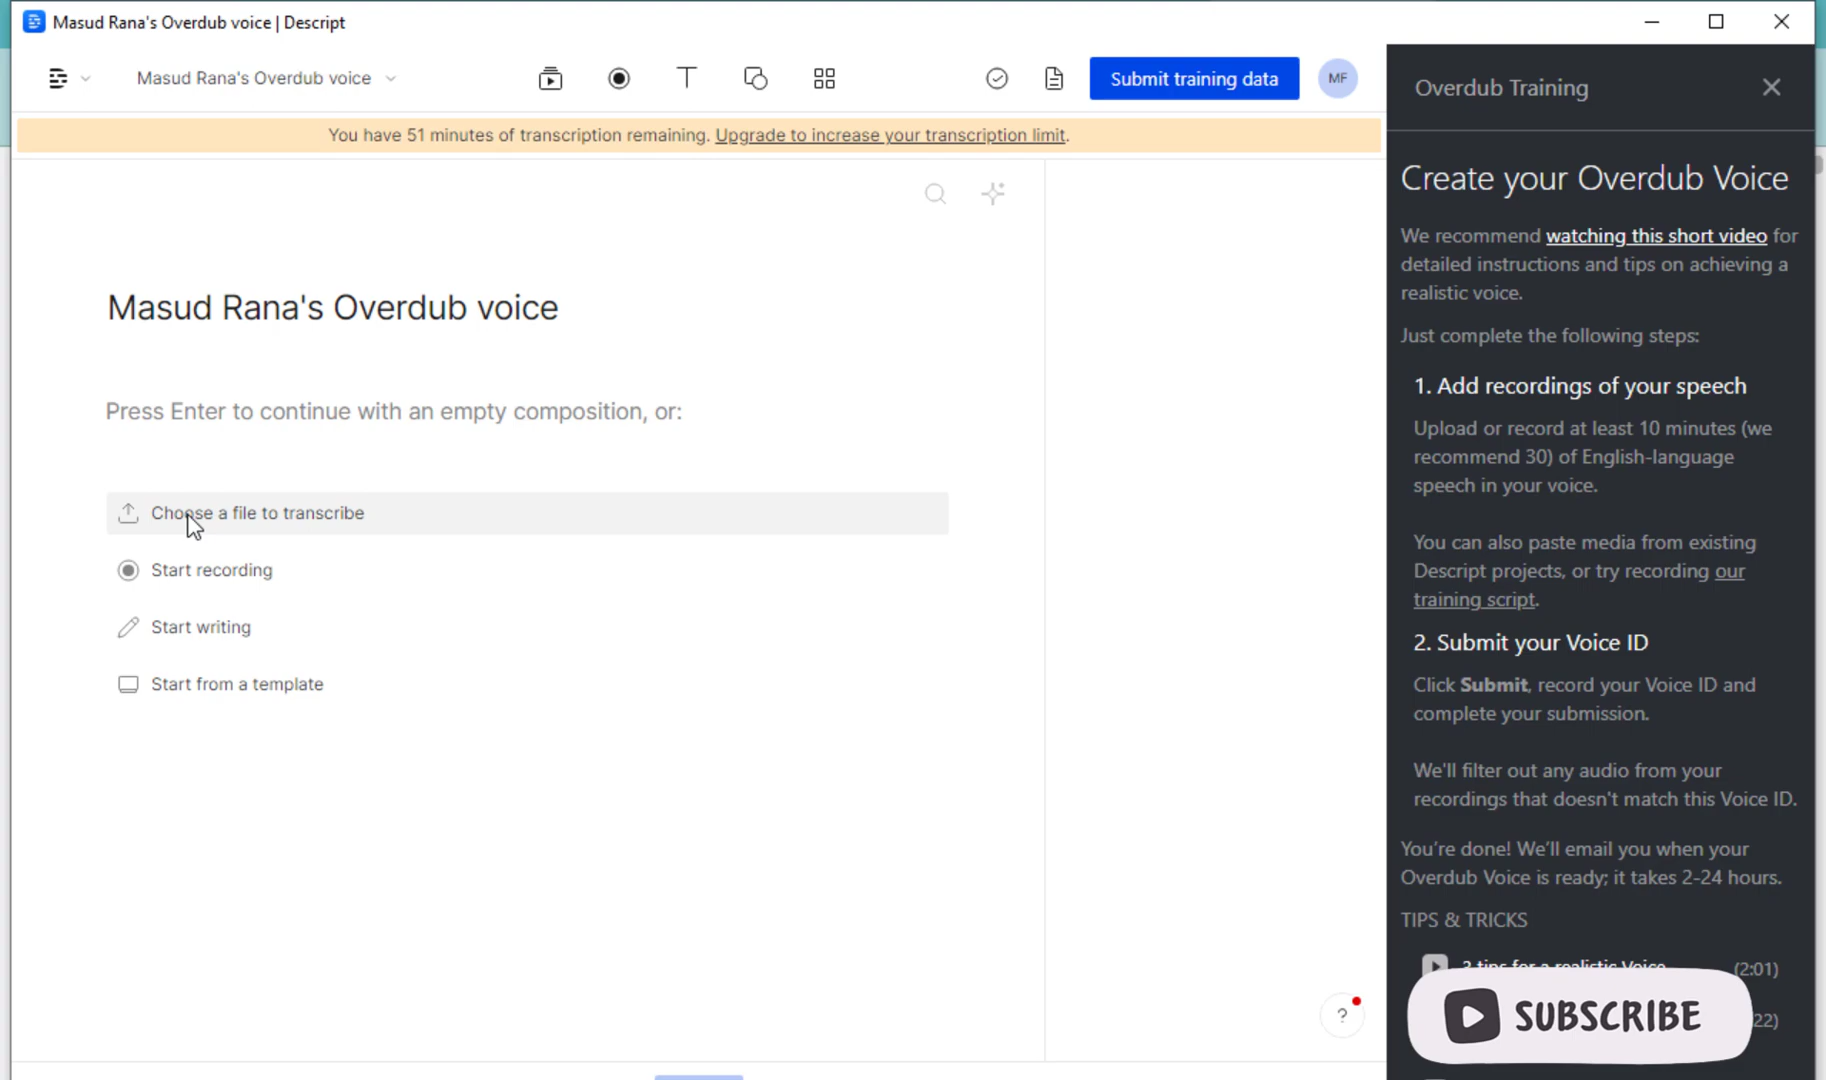 Masud Rana's Overdub voice | Descript
Masud Rana's Overdub voice
Submit training data
MF
You have 51 minutes of transcription remaining. Upgrade to increase your transcription limit.
Masud Rana's Overdub voice
Press Enter to continue with an empty composition, or:
Choose a file to transcribe
Start recording
Start writing
Start from a template
?
Overdub Training
Create your Overdub Voice
We recommend watching this short video for
detailed instructions and tips on achieving a
realistic voice.
Just complete the following steps:
1. Add recordings of your speech
Upload or record at least 10 minutes (we
recommend 30) of English-language
speech in your voice.
You can also paste media from existing
Descript projects, or try recording our
training script.
2. Submit your Voice ID
Click Submit, record your Voice ID and
complete your submission.
We'll filter out any audio from your
recordings that doesn't match this Voice ID.
You're done! We'll email you when your
Overdub Voice is ready; it takes 2-24 hours.
TIPS & TRICKS
3 tips for a realistic Voice (2:01)
22)
SUBSCRIBE